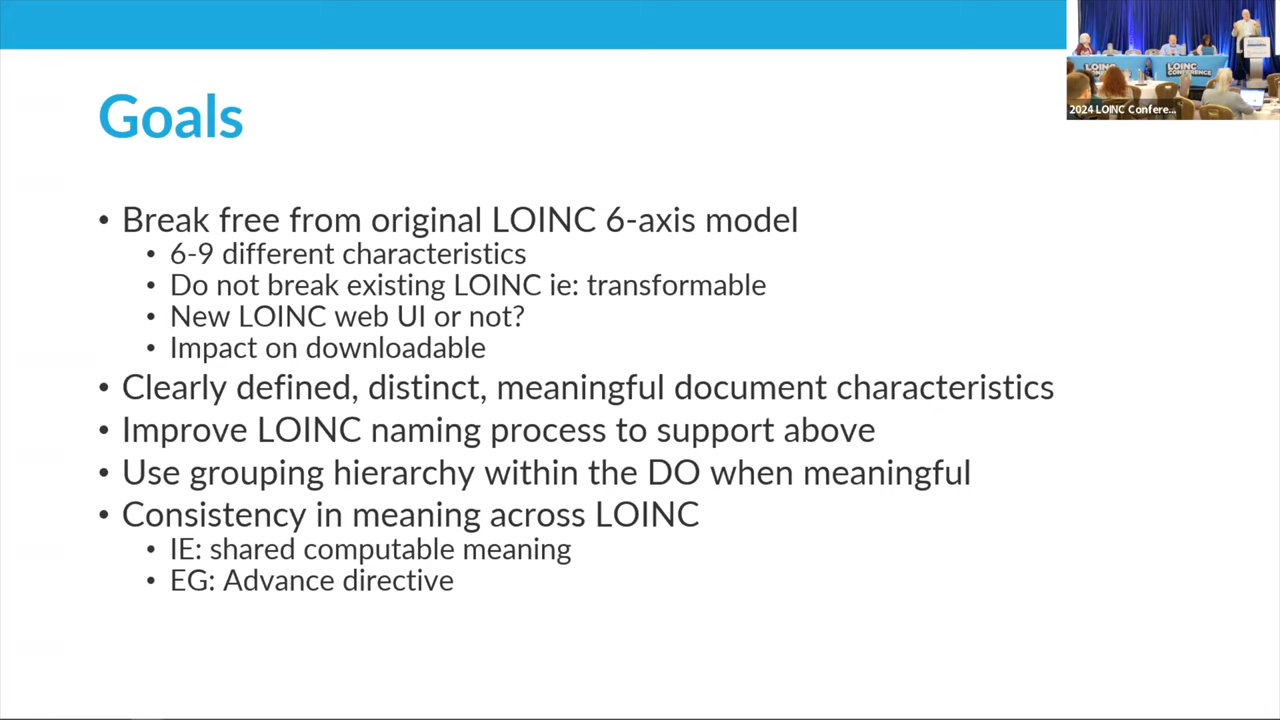 Goals
• Break free from original LOINC 6-axis model
• 6-9 different characteristics
• Do not break existing LOINC ie: transformable
• New LOINC web UI or not?
• Impact on downloadable
• Clearly defined, distinct, meaningful document characteristics
• Improve LOINC naming process to support above
• Use grouping hierarchy within the DO when meaningful
• Consistency in meaning across LOINC
• IE: shared computable meaning
• EG: Advance directive
LOINC
LOINC
CONFERENCE
2024 LOINC Confere...